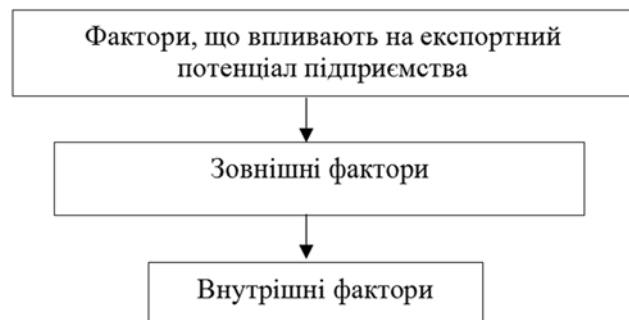 Фактори, що впливають на експортний
потенціал підприємства
Зовнішні фактори
Внутрішні фактори